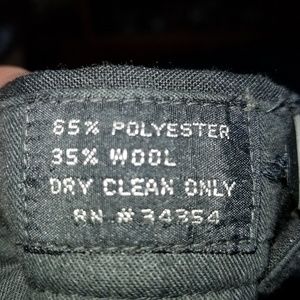 65% POLYESTER
35% WOOL
DRY CLEAN ONLY
RN #34354